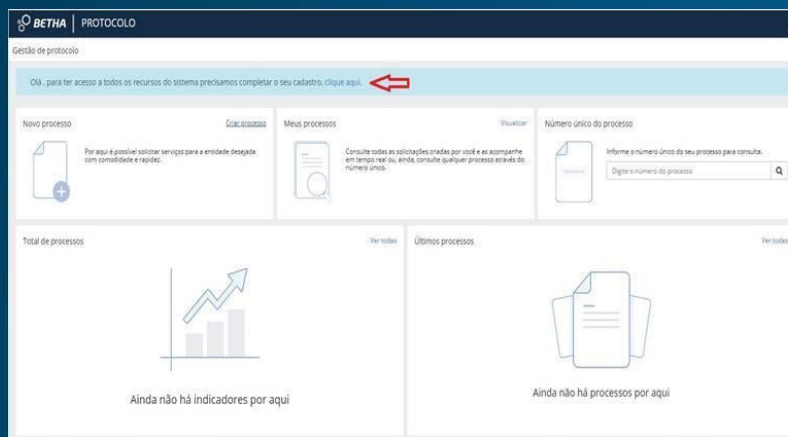 BETHA | PROTOCOLO
Gestão de protocolo
Olá , para ter acesso a todos os recursos do sistema precisamos completar o seu cadastro, clique aqui.
Novo processo
Criar processo
Por aqui é possível solicitar serviços para a entidade desejada
com comodidade e rapidez.
Meus processos
Visualizar
Consulte todas as solicitações criadas por você e as acompanhe
em tempo real ou, ainda, consulte qualquer processo através do
número único.
Número único do processo
Informe o número único do seu processo para consulta.
Digite o número do processo
Total de processos
Ver todas
Ainda não há indicadores por aqui
Últimos processos
Ver todas
Ainda não há processos por aqui